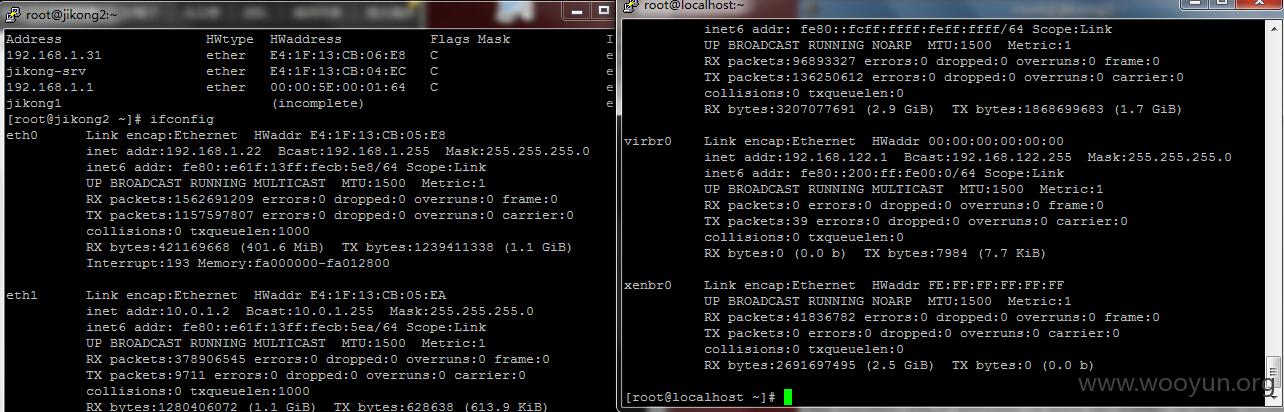 root@jikong2:~
Address HWtype HWaddress Flags Mask I
192.168.1.31 ether E4:1F:13:CB:06:E8 C e
jikong-srv ether E4:1F:13:CB:04:EC C e
192.168.1.1 ether 00:00:5E:00:01:64 C e
jikong1 (incomplete) e
[root@jikong2 ~]# ifconfig
eth0 Link encap:Ethernet HWaddr E4:1F:13:CB:05:E8
inet addr:192.168.1.22 Bcast:192.168.1.255 Mask:255.255.255.0
inet6 addr: fe80::e61f:13ff:fecb:5e8/64 Scope:Link
UP BROADCAST RUNNING MULTICAST MTU:1500 Metric:1
RX packets:1562691209 errors:0 dropped:0 overruns:0 frame:0
TX packets:1157597807 errors:0 dropped:0 overruns:0 carrier:0
collisions:0 txqueuelen:1000
RX bytes:421169668 (401.6 MiB) TX bytes:1239411338 (1.1 GiB)
Interrupt:193 Memory:fa000000-fa012800
eth1 Link encap:Ethernet HWaddr E4:1F:13:CB:05:EA
inet addr:10.0.1.2 Bcast:10.0.1.255 Mask:255.255.255.0
inet6 addr: fe80::e61f:13ff:fecb:5ea/64 Scope:Link
UP BROADCAST RUNNING MULTICAST MTU:1500 Metric:1
RX packets:378906545 errors:0 dropped:0 overruns:0 frame:0
TX packets:9711 errors:0 dropped:0 overruns:0 carrier:0
collisions:0 txqueuelen:1000
RX bytes:1280406072 (1.1 GiB) TX bytes:628638 (613.9 KiB)
root@localhost:~
inet6 addr: fe80::fcff:ffff:feff:ffff/64 Scope:Link
UP BROADCAST RUNNING NOARP MTU:1500 Metric:1
RX packets:96893327 errors:0 dropped:0 overruns:0 frame:0
TX packets:136250612 errors:0 dropped:0 overruns:0 carrier:0
collisions:0 txqueuelen:0
RX bytes:3207077691 (2.9 GiB) TX bytes:1868699683 (1.7 GiB)
virbr0 Link encap:Ethernet HWaddr 00:00:00:00:00:00
inet addr:192.168.122.1 Bcast:192.168.122.255 Mask:255.255.255.0
inet6 addr: fe80::200:ff:fe00:0/64 Scope:Link
UP BROADCAST RUNNING MULTICAST MTU:1500 Metric:1
RX packets:0 errors:0 dropped:0 overruns:0 frame:0
TX packets:39 errors:0 dropped:0 overruns:0 carrier:0
collisions:0 txqueuelen:0
RX bytes:0 (0.0 b) TX bytes:7984 (7.7 KiB)
xenbr0 Link encap:Ethernet HWaddr FE:FF:FF:FF:FF:FF
UP BROADCAST RUNNING NOARP MTU:1500 Metric:1
RX packets:41836782 errors:0 dropped:0 overruns:0 frame:0
TX packets:0 errors:0 dropped:0 overruns:0 carrier:0
collisions:0 txqueuelen:0
RX bytes:2691697495 (2.5 GiB) TX bytes:0 (0.0 b)
[root@localhost ~]#
www.wooyun.org